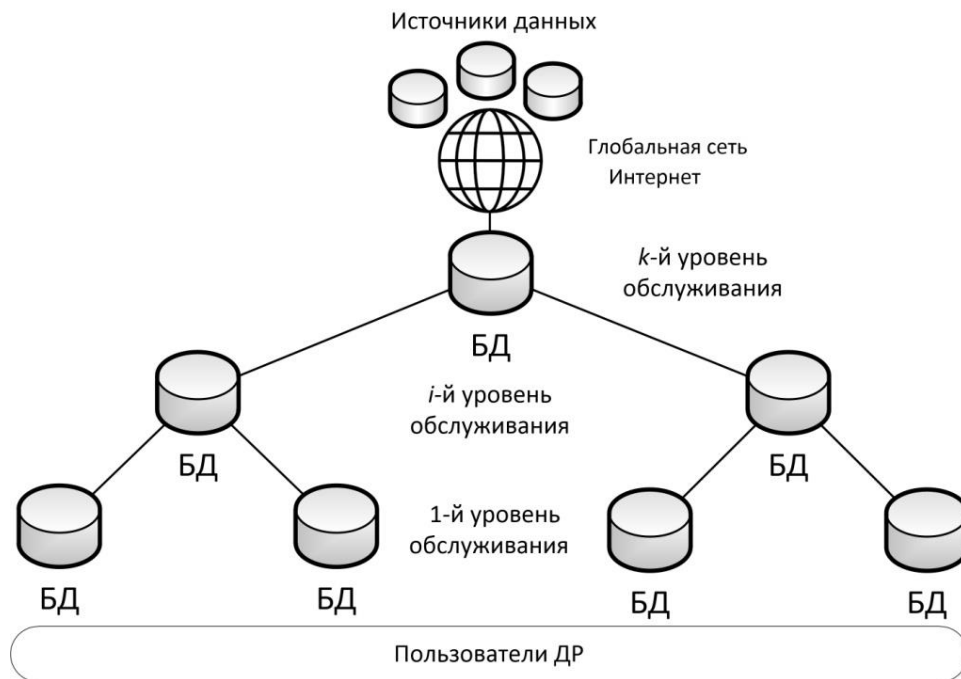 Источники данных
Глобальная сеть
Интернет
k-й уровень
обслуживания
БД
i-й уровень
обслуживания
БД
БД
1-й уровень
обслуживания
БД
БД
БД
БД
Пользователи ДР